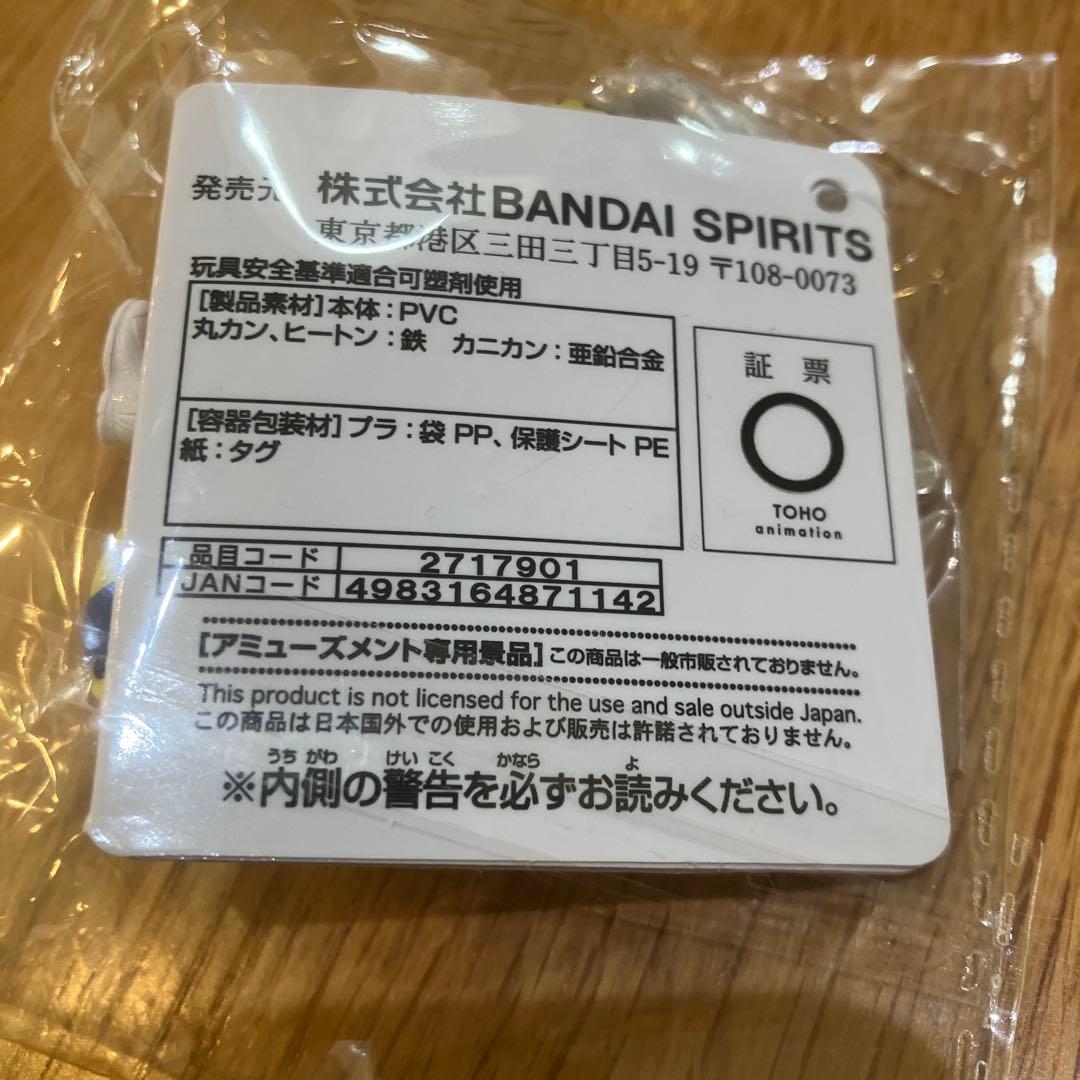 発売元 株式会社BANDAI SPIRITS
東京都港区三田三丁目5-19 〒108-0073
玩具安全基準適合可塑剤使用
[製品素材]本体：PVC
丸カン、ヒートン：鉄 カニカン：亜鉛合金
[容器包装材]プラ：袋 PP、保護シート PE
紙：タグ
証 票
TOHO
animation
品目コード 2717901
JANコード 4983164871142
[アミューズメント専用景品]この商品は一般市販されておりません。
This product is not licensed for the use and sale outside Japan.
この商品は日本国外での使用および販売は許諾されておりません。
うち がわ けい こく かなら よ
※内側の警告を必ずお読みください。